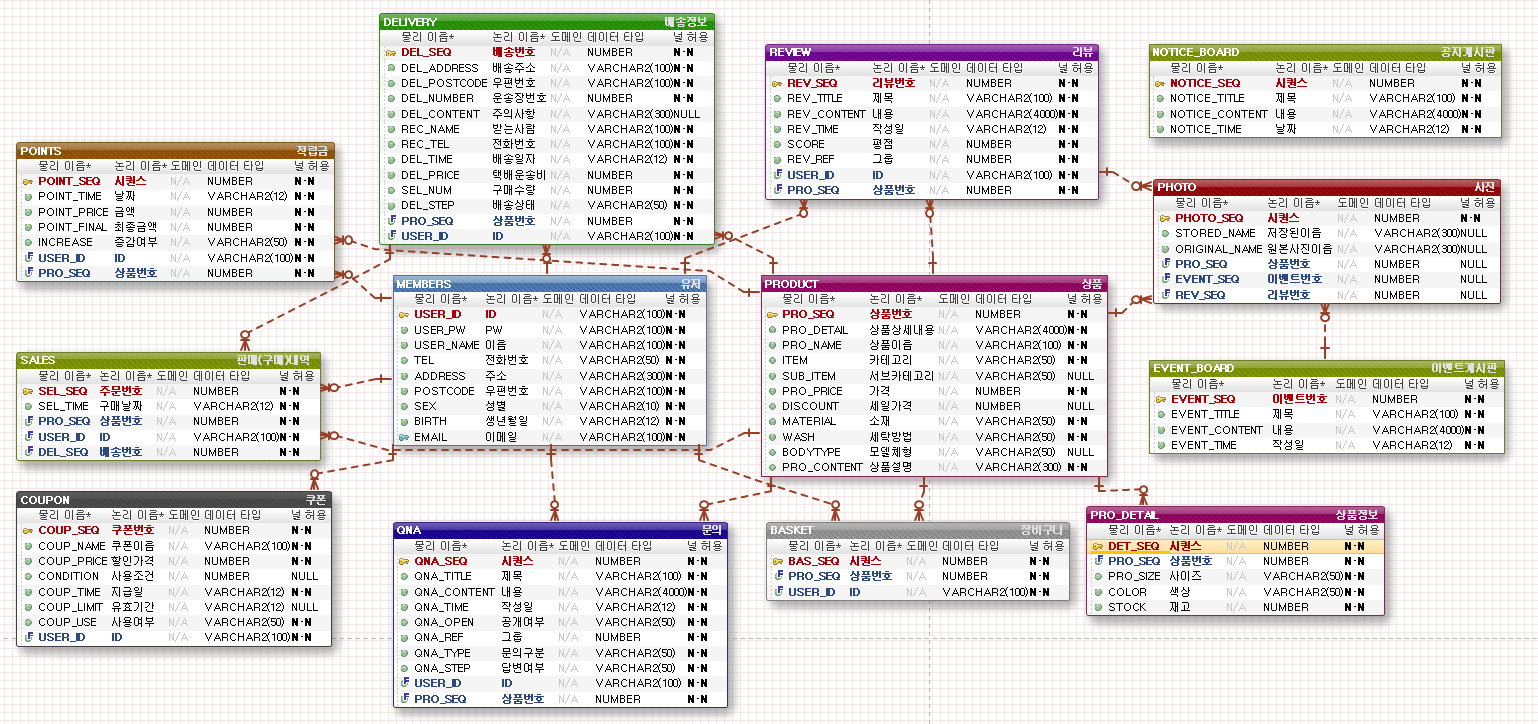 DELIVERY 배송정보
물리 이름* 논리 이름* 도메인 데이터 타입 널 허용
DEL_SEQ 배송번호 N/A NUMBER N-N
DEL_ADDRESS 배송주소 N/A VARCHAR2(100) N-N
DEL_POSTCODE 우편번호 N/A VARCHAR2(100) N-N
DEL_NUMBER 운송장번호 N/A NUMBER N-N
DEL_CONTENT 주의사항 N/A VARCHAR2(300) NULL
REC_NAME 받는사람 N/A VARCHAR2(100) N-N
REC_TEL 전화번호 N/A VARCHAR2(100) N-N
DEL_TIME 배송일자 N/A VARCHAR2(12) N-N
DEL_PRICE 택배운송비 N/A NUMBER N-N
SEL_NUM 구매수량 N/A NUMBER N-N
DEL_STEP 배송상태 N/A VARCHAR2(50) N-N
PRO_SEQ 상품번호 N/A NUMBER N-N
USER_ID ID N/A VARCHAR2(100) N-N
REVIEW 리뷰
물리 이름* 논리 이름* 도메인 데이터 타입 널 허용
REV_SEQ 리뷰번호 N/A NUMBER N-N
REV_TITLE 제목 N/A VARCHAR2(100) N-N
REV_CONTENT 내용 N/A VARCHAR2(4000) N-N
REV_TIME 작성일 N/A VARCHAR2(12) N-N
SCORE 평점 N/A NUMBER N-N
REV_REF 그룹 N/A NUMBER N-N
USER_ID ID N/A VARCHAR2(100) N-N
PRO_SEQ 상품번호 N/A NUMBER N-N
NOTICE_BOARD 공지게시판
물리 이름* 논리 이름* 도메인 데이터 타입 널 허용
NOTICE_SEQ 시퀀스 N/A NUMBER N-N
NOTICE_TITLE 제목 N/A VARCHAR2(100) N-N
NOTICE_CONTENT 내용 N/A VARCHAR2(4000) N-N
NOTICE_TIME 날짜 N/A VARCHAR2(12) N-N
POINTS 적립금
물리 이름* 논리 이름* 도메인 데이터 타입 널 허용
POINT_SEQ 시퀀스 N/A NUMBER N-N
POINT_TIME 날짜 N/A VARCHAR2(12) N-N
POINT_PRICE 금액 N/A NUMBER N-N
POINT_FINAL 최종금액 N/A NUMBER N-N
INCREASE 증감여부 N/A VARCHAR2(50) N-N
USER_ID ID N/A VARCHAR2(100) N-N
PRO_SEQ 상품번호 N/A NUMBER N-N
PHOTO 사진
물리 이름* 논리 이름* 도메인 데이터 타입 널 허용
PHOTO_SEQ 시퀀스 N/A NUMBER N-N
STORED_NAME 저장된이름 N/A VARCHAR2(300) NULL
ORIGINAL_NAME 원본사진이름 N/A VARCHAR2(300) NULL
PRO_SEQ 상품번호 N/A NUMBER NULL
EVENT_SEQ 이벤트번호 N/A NUMBER NULL
REV_SEQ 리뷰번호 N/A NUMBER NULL
MEMBERS 유저
물리 이름* 논리 이름* 도메인 데이터 타입 널 허용
USER_ID ID N/A VARCHAR2(100) N-N
USER_PW PW N/A VARCHAR2(100) N-N
USER_NAME 이름 N/A VARCHAR2(100) N-N
TEL 전화번호 N/A VARCHAR2(50) N-N
ADDRESS 주소 N/A VARCHAR2(300) N-N
POSTCODE 우편번호 N/A VARCHAR2(100) N-N
SEX 성별 N/A VARCHAR2(10) N-N
BIRTH 생년월일 N/A VARCHAR2(12) N-N
EMAIL 이메일 N/A VARCHAR2(100) N-N
PRODUCT 상품
물리 이름* 논리 이름* 도메인 데이터 타입 널 허용
PRO_SEQ 상품번호 N/A NUMBER N-N
PRO_DETAIL 상품상세내용 N/A VARCHAR2(4000) N-N
PRO_NAME 상품이름 N/A VARCHAR2(100) N-N
ITEM 카테고리 N/A VARCHAR2(50) N-N
SUB_ITEM 서브카테고리 N/A VARCHAR2(50) NULL
PRO_PRICE 가격 N/A NUMBER N-N
DISCOUNT 세일가격 N/A NUMBER NULL
MATERIAL 소재 N/A VARCHAR2(50) N-N
WASH 세탁방법 N/A VARCHAR2(50) N-N
BODYTYPE 모델체형 N/A VARCHAR2(50) NULL
PRO_CONTENT 상품설명 N/A VARCHAR2(300) N-N
SALES 판매(구매)내역
물리 이름* 논리 이름* 도메인 데이터 타입 널 허용
SEL_SEQ 주문번호 N/A NUMBER N-N
SEL_TIME 구매날짜 N/A VARCHAR2(12) N-N
PRO_SEQ 상품번호 N/A NUMBER N-N
USER_ID ID N/A VARCHAR2(100) N-N
DEL_SEQ 배송번호 N/A NUMBER N-N
EVENT_BOARD 이벤트게시판
물리 이름* 논리 이름* 도메인 데이터 타입 널 허용
EVENT_SEQ 이벤트번호 N/A NUMBER N-N
EVENT_TITLE 제목 N/A VARCHAR2(100) N-N
EVENT_CONTENT 내용 N/A VARCHAR2(4000) N-N
EVENT_TIME 작성일 N/A VARCHAR2(12) N-N
COUPON 쿠폰
물리 이름* 논리 이름* 도메인 데이터 타입 널 허용
COUP_SEQ 쿠폰번호 N/A NUMBER N-N
COUP_NAME 쿠폰이름 N/A VARCHAR2(100) N-N
COUP_PRICE 할인가격 N/A NUMBER N-N
CONDITION 사용조건 N/A NUMBER NULL
COUP_TIME 지급일 N/A VARCHAR2(12) N-N
COUP_LIMIT 유효기간 N/A VARCHAR2(12) NULL
COUP_USE 사용여부 N/A VARCHAR2(50) N-N
USER_ID ID N/A VARCHAR2(100) N-N
QNA 문의
물리 이름* 논리 이름* 도메인 데이터 타입 널 허용
QNA_SEQ 시퀀스 N/A NUMBER N-N
QNA_TITLE 제목 N/A VARCHAR2(100) N-N
QNA_CONTENT 내용 N/A VARCHAR2(4000) N-N
QNA_TIME 작성일 N/A VARCHAR2(12) N-N
QNA_OPEN 공개여부 N/A VARCHAR2(50) N-N
QNA_REF 그룹 N/A NUMBER N-N
QNA_TYPE 문의구분 N/A VARCHAR2(50) N-N
QNA_STEP 답변여부 N/A VARCHAR2(50) N-N
USER_ID ID N/A VARCHAR2(100) N-N
PRO_SEQ 상품번호 N/A NUMBER N-N
BASKET 장바구니
물리 이름* 논리 이름* 도메인 데이터 타입 널 허용
BAS_SEQ 시퀀스 N/A NUMBER N-N
PRO_SEQ 상품번호 N/A NUMBER N-N
USER_ID ID N/A VARCHAR2(100) N-N
PRO_DETAIL 상품정보
물리 이름* 논리 이름* 도메인 데이터 타입 널 허용
DET_SEQ 시퀀스 N/A NUMBER N-N
PRO_SEQ 상품번호 N/A NUMBER N-N
PRO_SIZE 사이즈 N/A VARCHAR2(50) N-N
COLOR 색상 N/A VARCHAR2(50) N-N
STOCK 재고 N/A NUMBER N-N